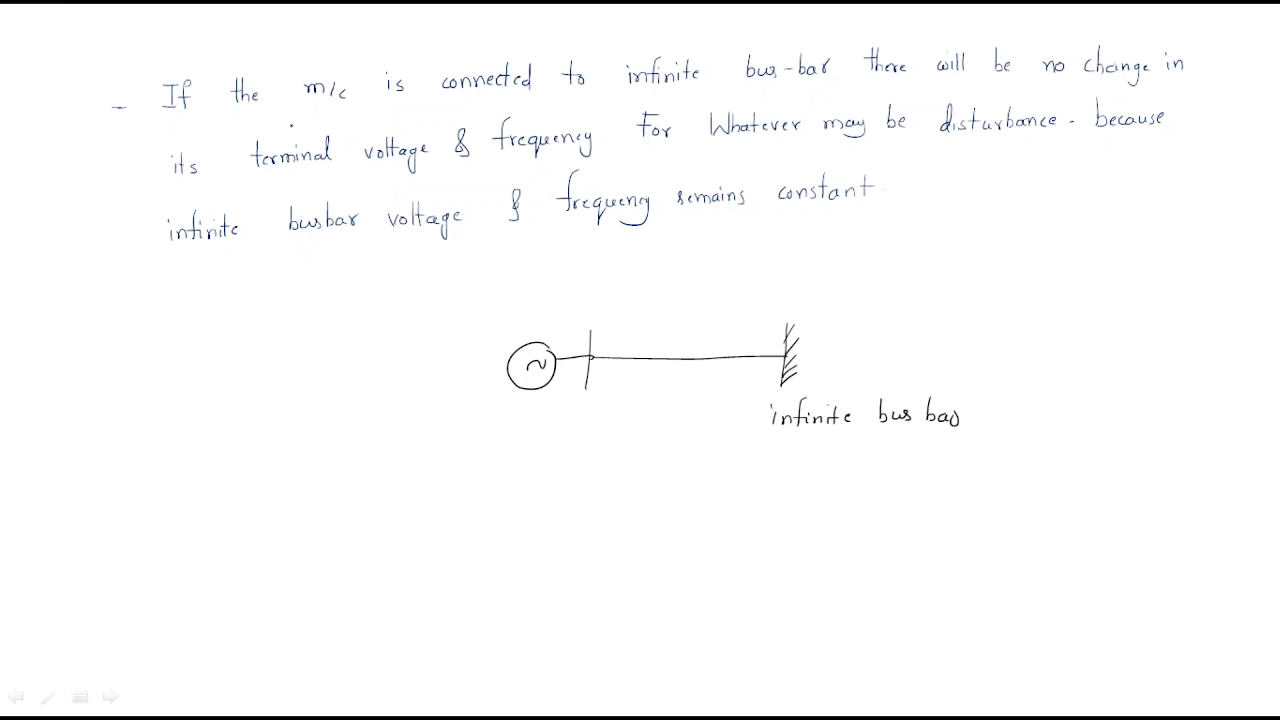 - If the m/c is connected to infinite bus-bar there will be no change in
its terminal voltage & frequency For Whatever may be disturbance. because
infinite busbar voltage & frequency remains constant
infinite bus bar